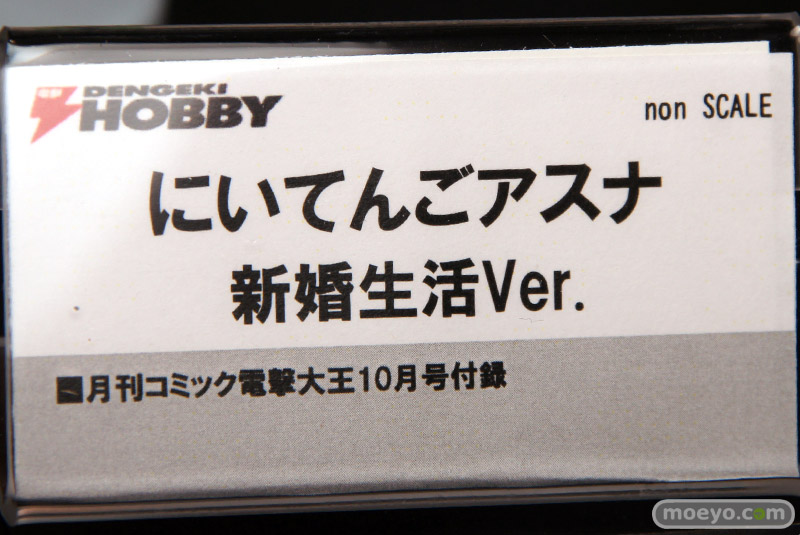 DENGEKI
HOBBY
non SCALE
にいてんごアスナ
新婚生活Ver.
■月刊コミック電撃大王10月号付録
moeyo.com